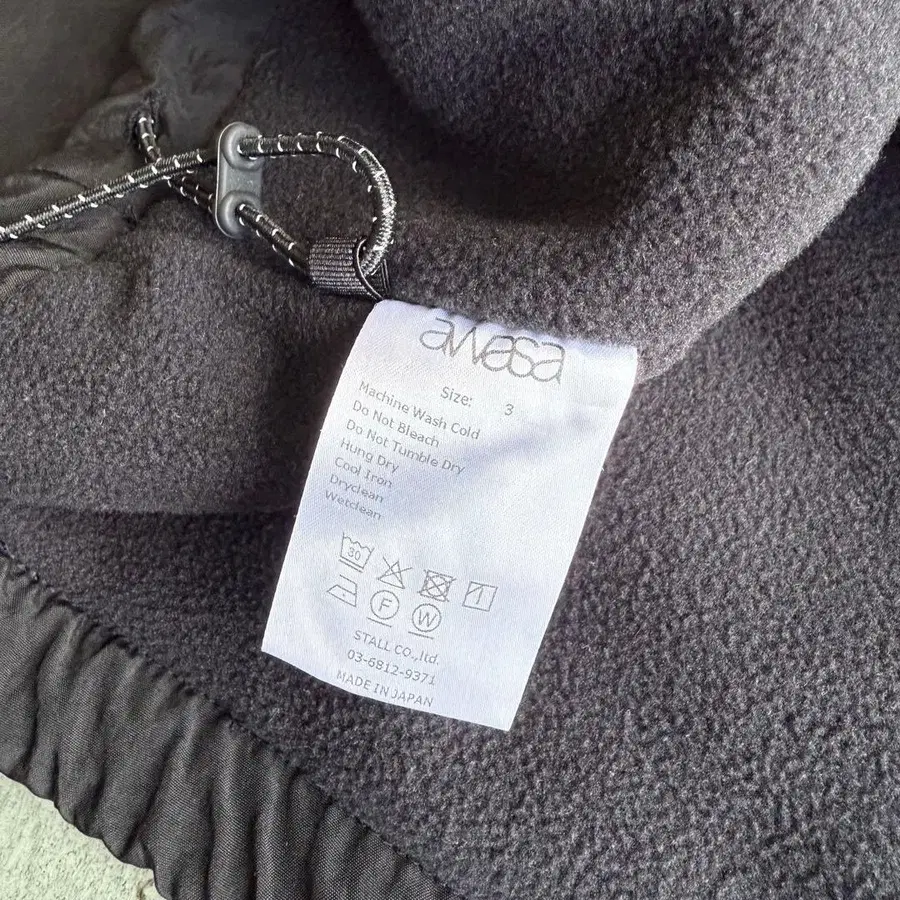 awasa
Size: 3
Machine Wash Cold
Do Not Bleach
Do Not Tumble Dry
Hung Dry
Cool Iron
Dryclean
Wetclean
30
F W
STALL CO.,ltd.
03-6812-9371
MADE IN JAPAN